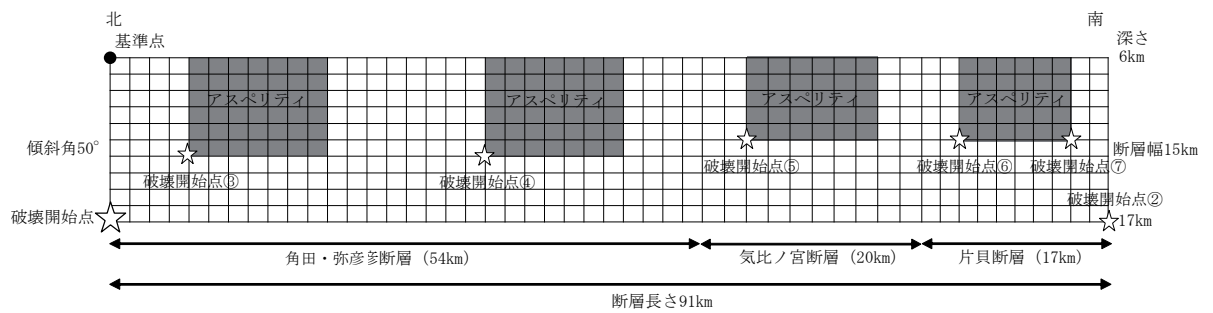 北
南
基準点
深さ
6km
アスペリティ
アスペリティ
アスペリティ
アスペリティ
傾斜角50°
断層幅15km
破壊開始点③
破壊開始点④
破壊開始点⑤
破壊開始点⑥
破壊開始点⑦
破壊開始点②
破壊開始点
17km
角田・弥彦断層 (54km)
気比ノ宮断層 (20km)
片貝断層 (17km)
断層長さ91km